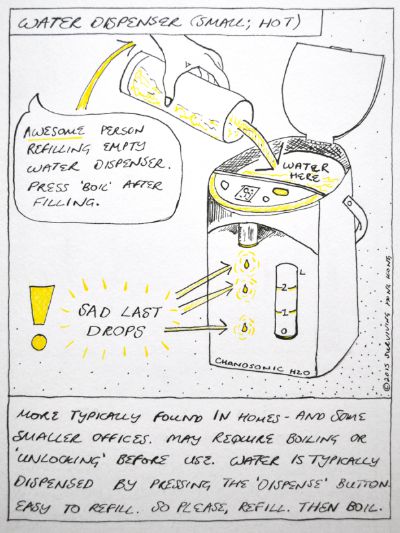 WATER DISPENSER (SMALL; HOT)
AWESOME PERSON
REFILLING EMPTY
WATER DISPENSER.
PRESS 'BOIL' AFTER
FILLING.
WATER
HERE
SAD LAST
DROPS
L
2
1
0
CHANOSONIC H2O
©2015 SURVIVING HONG KONG
MORE TYPICALLY FOUND IN HOMES - AND SOME
SMALLER OFFICES. MAY REQUIRE BOILING OR
'UNLOCKING' BEFORE USE. WATER IS TYPICALLY
DISPENSED BY PRESSING THE 'DISPENSE' BUTTON.
EASY TO REFILL. SO PLEASE, REFILL. THEN BOIL.